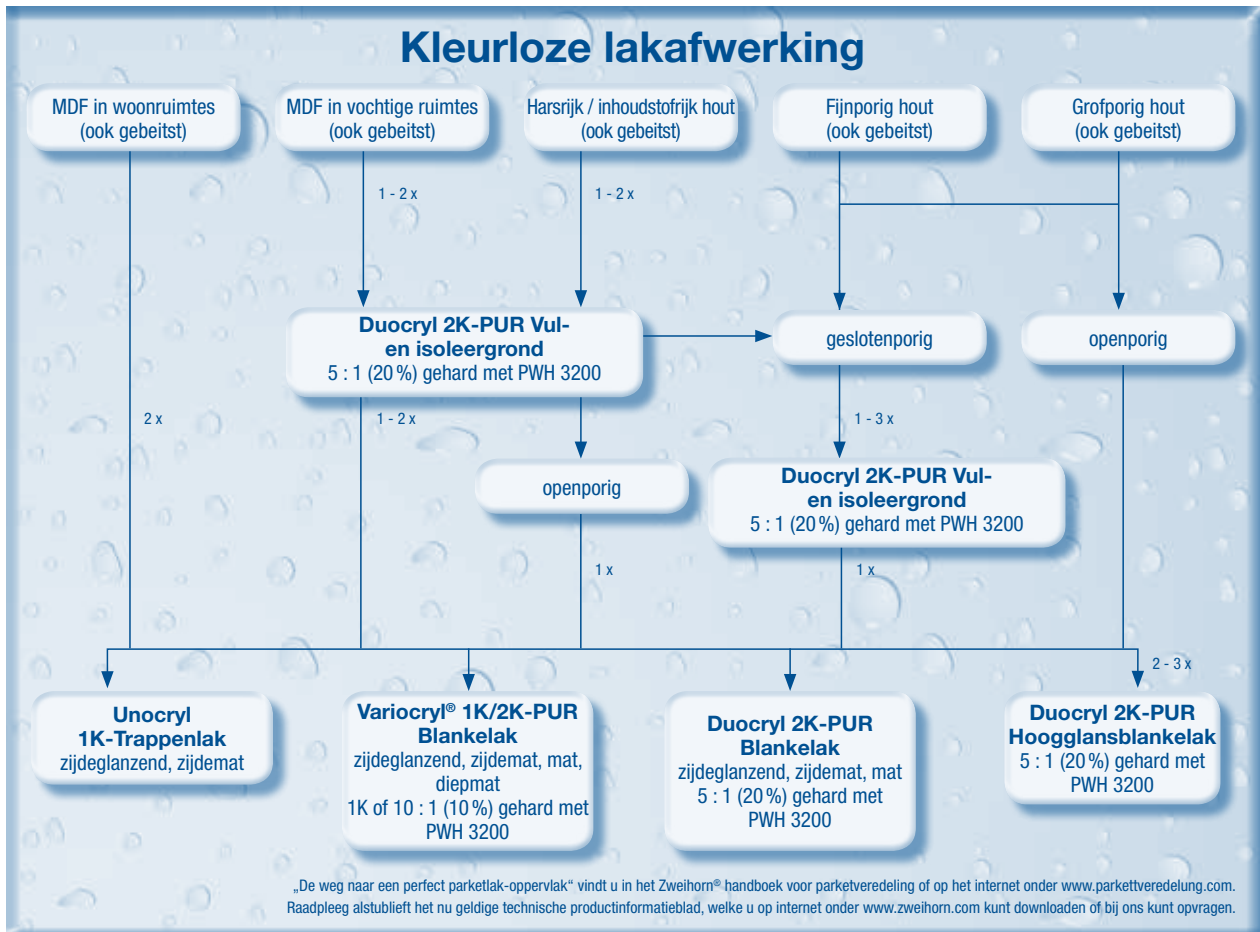 Kleurloze lakafwerking
MDF in woonruimtes
(ook gebeitst)
MDF in vochtige ruimtes
(ook gebeitst)
Harsrijk / inhoudstofrijk hout
(ook gebeitst)
Fijnporig hout
(ook gebeitst)
Grofporig hout
(ook gebeitst)
1 - 2 x
1 - 2 x
Duocryl 2K-PUR Vul-
en isoleergrond
5 : 1 (20 %) gehard met PWH 3200
geslotenporig
openporig
2 x
1 - 2 x
1 - 3 x
openporig
Duocryl 2K-PUR Vul-
en isoleergrond
5 : 1 (20 %) gehard met PWH 3200
1 x
1 x
2 - 3 x
Unocryl
1K-Trappenlak
zijdeglanzend, zijdemat
Variocryl® 1K/2K-PUR
Blankelak
zijdeglanzend, zijdemat, mat,
diepmat
1K of 10 : 1 (10 %) gehard met
PWH 3200
Duocryl 2K-PUR
Blankelak
zijdeglanzend, zijdemat, mat
5 : 1 (20 %) gehard met
PWH 3200
Duocryl 2K-PUR
Hoogglansblankelak
5 : 1 (20 %) gehard met
PWH 3200
„De weg naar een perfect parketlak-oppervlak“ vindt u in het Zweihorn® handboek voor parketveredeling of op het internet onder www.parkettveredelung.com.
Raadpleeg alstublieft het nu geldige technische productinformatieblad, welke u op internet onder www.zweihorn.com kunt downloaden of bij ons kunt opvragen.